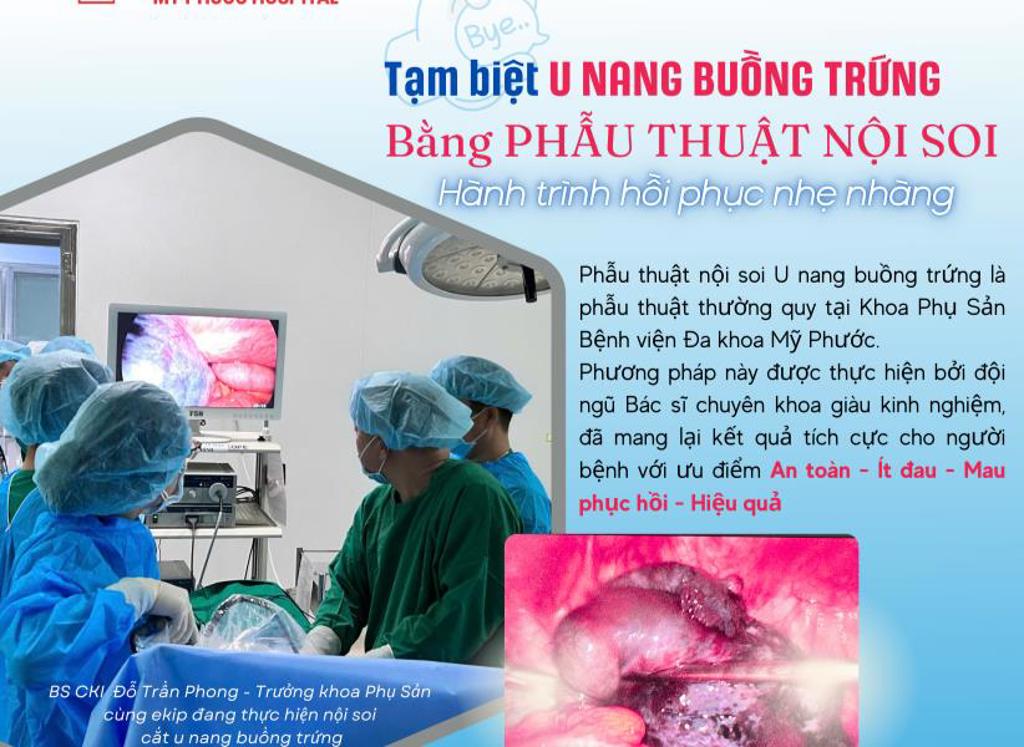 MY PHUOC HOSPITAL
Bye..
Tạm biệt U NANG BUỒNG TRỨNG
Bằng PHẪU THUẬT NỘI SOI
Hành trình hồi phục nhẹ nhàng
Phẫu thuật nội soi U nang buồng trứng là
phẫu thuật thường quy tại Khoa Phụ Sản
Bệnh viện Đa khoa Mỹ Phước.
Phương pháp này được thực hiện bởi đội
ngũ Bác sĩ chuyên khoa giàu kinh nghiệm,
đã mang lại kết quả tích cực cho người
bệnh với ưu điểm An toàn - Ít đau - Mau
phục hồi - Hiệu quả
FSN
BS CKI Đỗ Trần Phong - Trưởng khoa Phụ Sản
cùng ekip đang thực hiện nội soi
cắt u nang buồng trứng